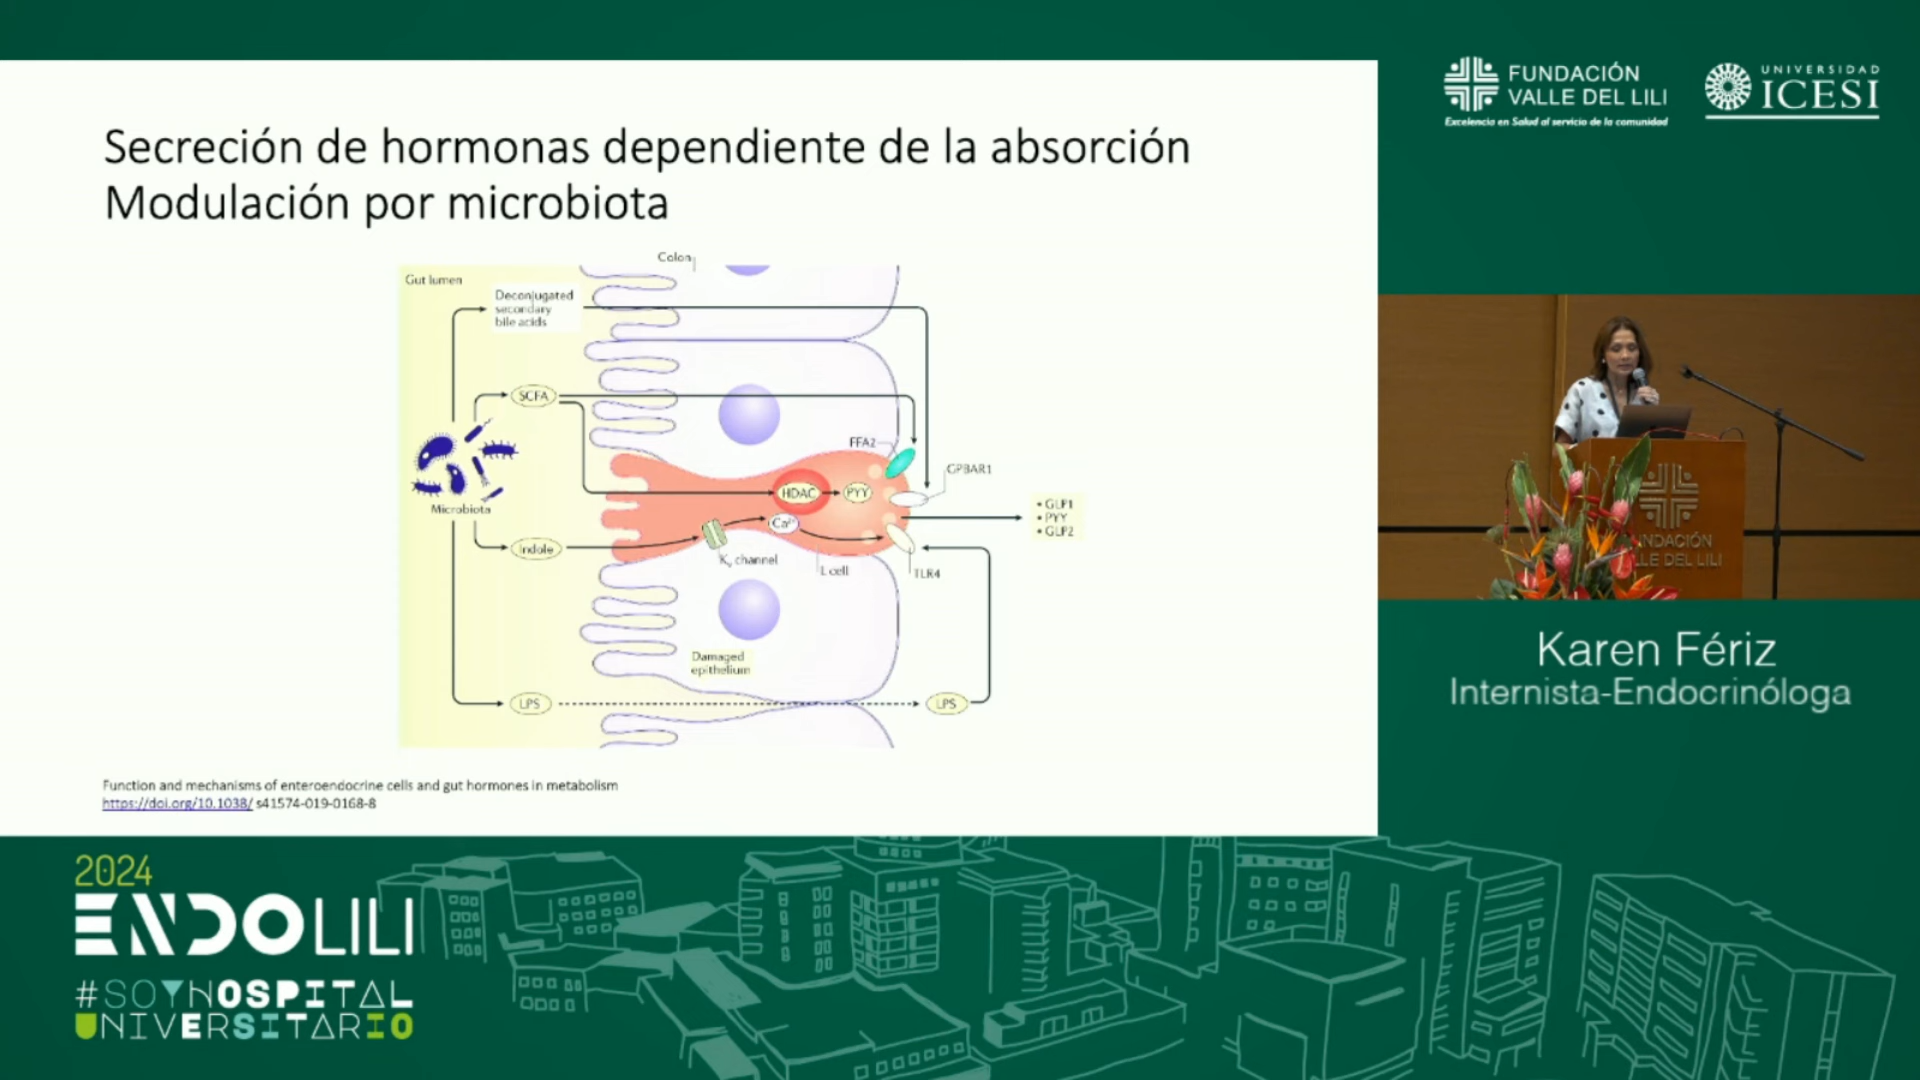 Secreción de hormonas dependiente de la absorción
Modulación por microbiota
Colon
Gut lumen
Deconjugated
secondary
bile acids
SCFA
FFA2
GPBAR1
HDAC
PYY
• GLP1
• PYY
• GLP2
Microbiota
Ca²⁺
Indole
Kᵥ channel
L cell
TLR4
Damaged
epithelium
LPS
LPS
Function and mechanisms of enteroendocrine cells and gut hormones in metabolism
https://doi.org/10.1038/ s41574-019-0168-8
FUNDACIÓN
VALLE DEL LILI
Excelencia en Salud al servicio de la comunidad
UNIVERSIDAD
ICESI
UNDACIÓN
LLE DEL LILI
Karen Fériz
Internista-Endocrinóloga
2024
ENDOLILI
#SOYHOSPITAL
UNIVERSITARIO